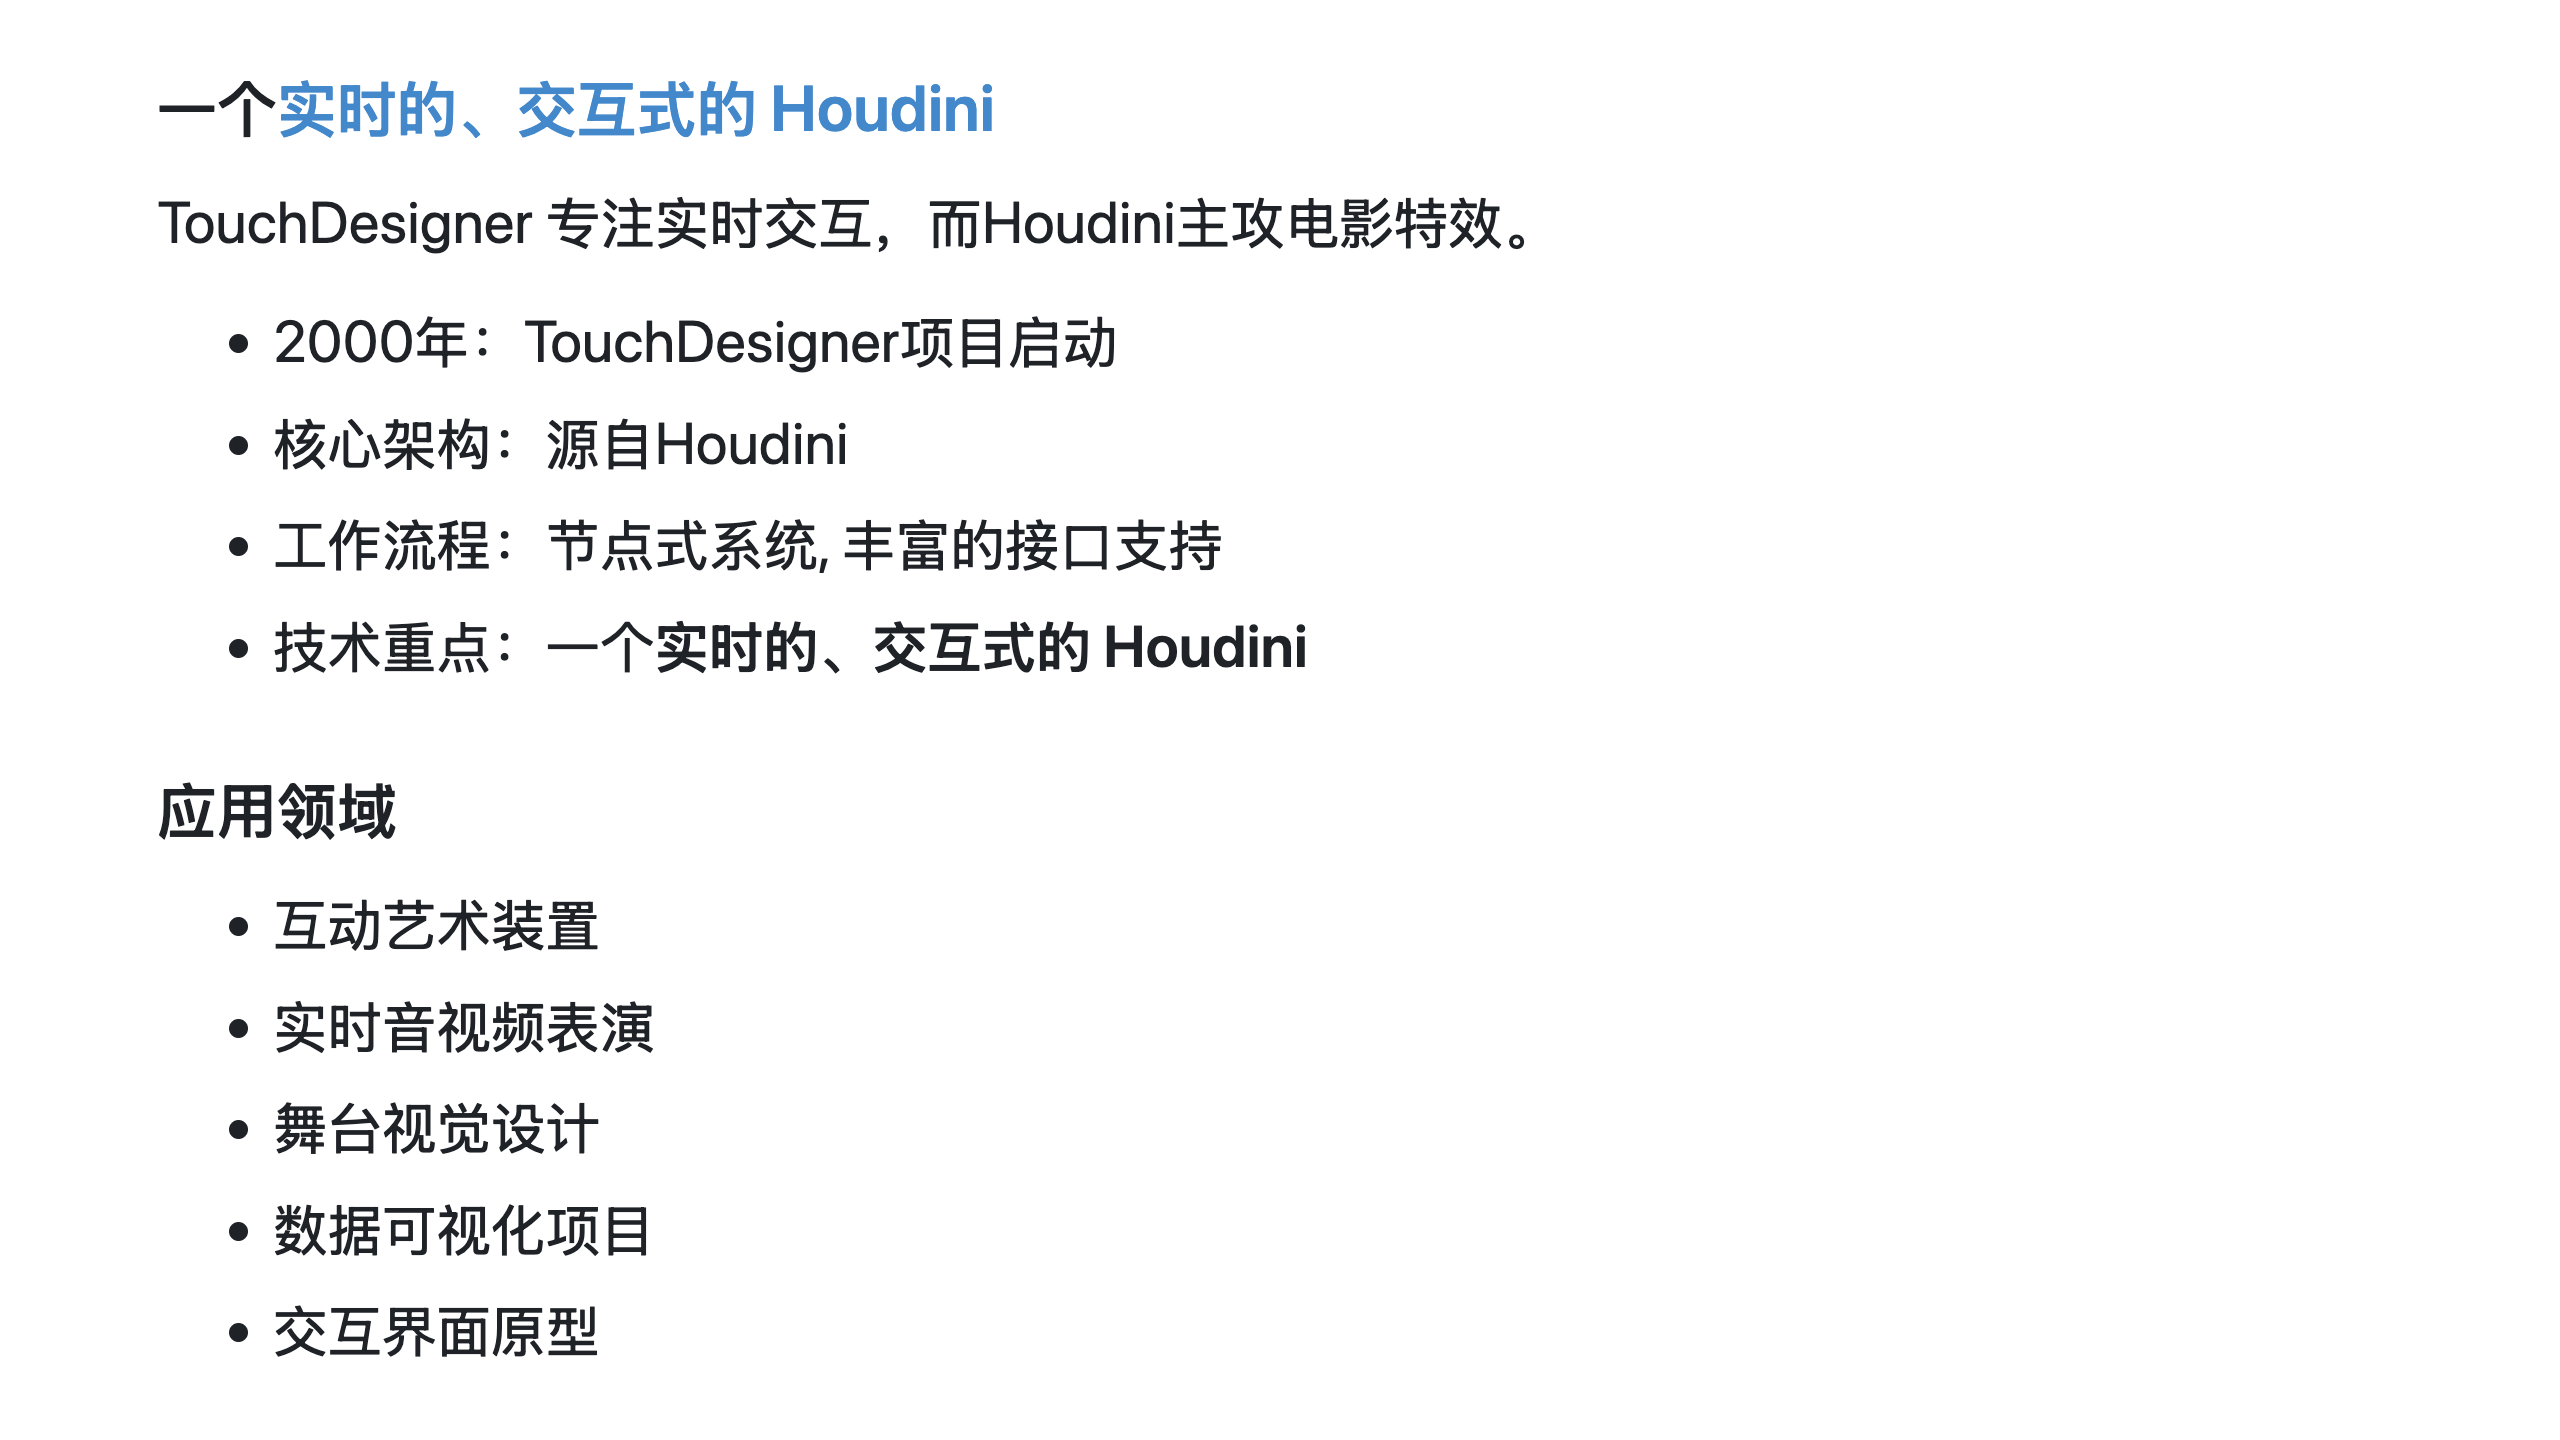 一个实时的、交互式的 Houdini
TouchDesigner 专注实时交互，而Houdini主攻电影特效。
• 2000年：TouchDesigner项目启动
• 核心架构：源自Houdini
• 工作流程：节点式系统, 丰富的接口支持
• 技术重点：一个实时的、交互式的 Houdini
应用领域
• 互动艺术装置
• 实时音视频表演
• 舞台视觉设计
• 数据可视化项目
• 交互界面原型